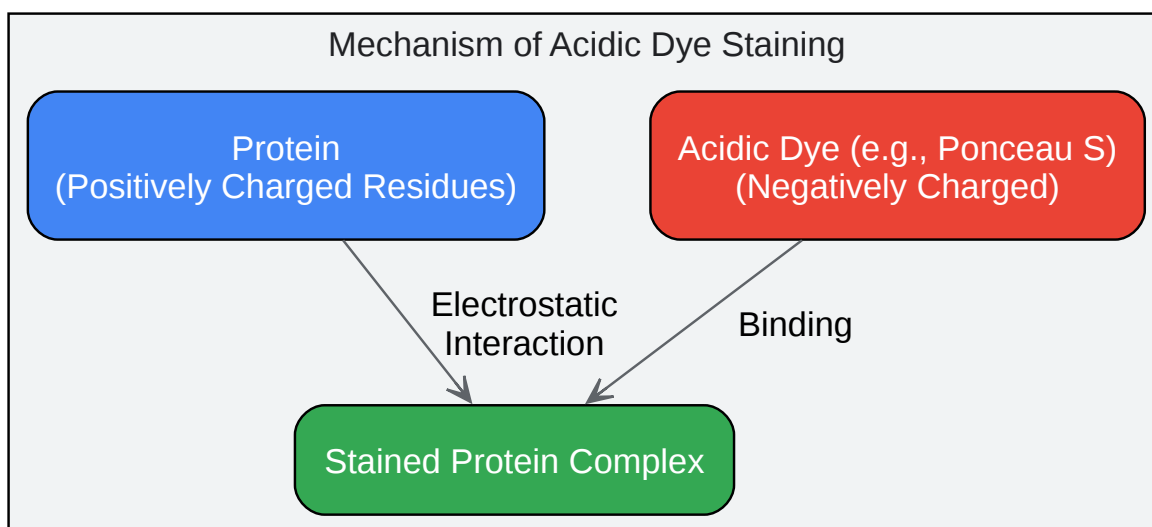 Mechanism of Acidic Dye Staining
Protein
(Positively Charged Residues)
Acidic Dye (e.g., Ponceau S)
(Negatively Charged)
Electrostatic
Interaction
Binding
Stained Protein Complex